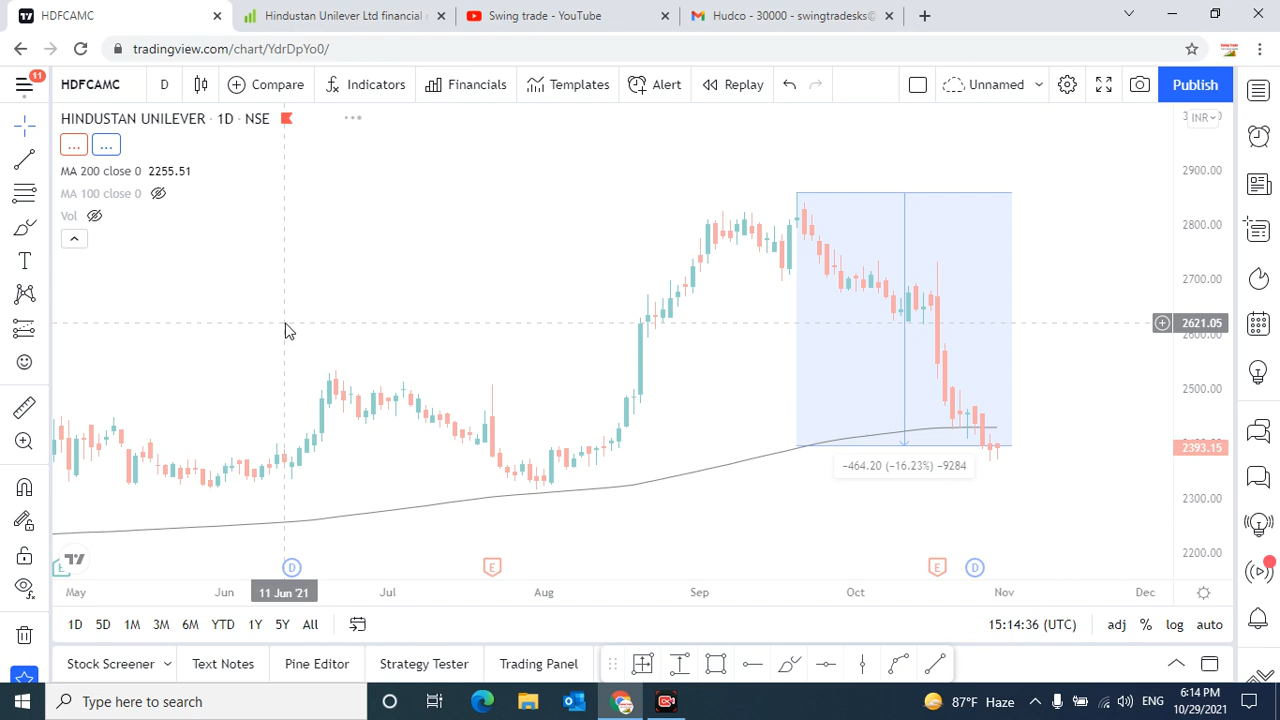 HDFCAMC
Hindustan Unilever Ltd financial r
Swing trade - YouTube
Hudco - 30000 - swingtradesks@
tradingview.com/chart/YdrDpYo0/
11
HDFCAMC
D
Compare
Indicators
Financials
Templates
Alert
Replay
Unnamed
Publish
HINDUSTAN UNILEVER · 1D · NSE
INR
MA 200 close 0 2255.51
MA 100 close 0
Vol
2900.00
2800.00
2700.00
2621.05
2600.00
2500.00
2393.15
2300.00
2200.00
−464.20 (−16.23%) −9284
E
D
E
E
D
May
Jun
11 Jun '21
Jul
Aug
Sep
Oct
Nov
Dec
1D
5D
1M
3M
6M
YTD
1Y
5Y
All
15:14:36 (UTC)
adj
%
log
auto
Stock Screener
Text Notes
Pine Editor
Strategy Tester
Trading Panel
Type here to search
87°F Haze
ENG
6:14 PM
10/29/2021